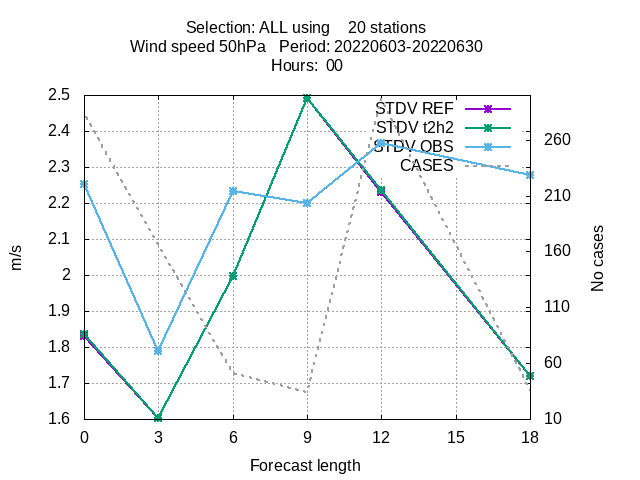 Selection: ALL using 20 stations
Wind speed 50hPa Period: 20220603-20220630
Hours: 00
STDV REF
STDV t2h2
STDV OBS
CASES
2.5
2.4
2.3
2.2
2.1
2
1.9
1.8
1.7
1.6
260
210
160
110
60
10
m/s
No cases
0 3 6 9 12 15 18
Forecast length